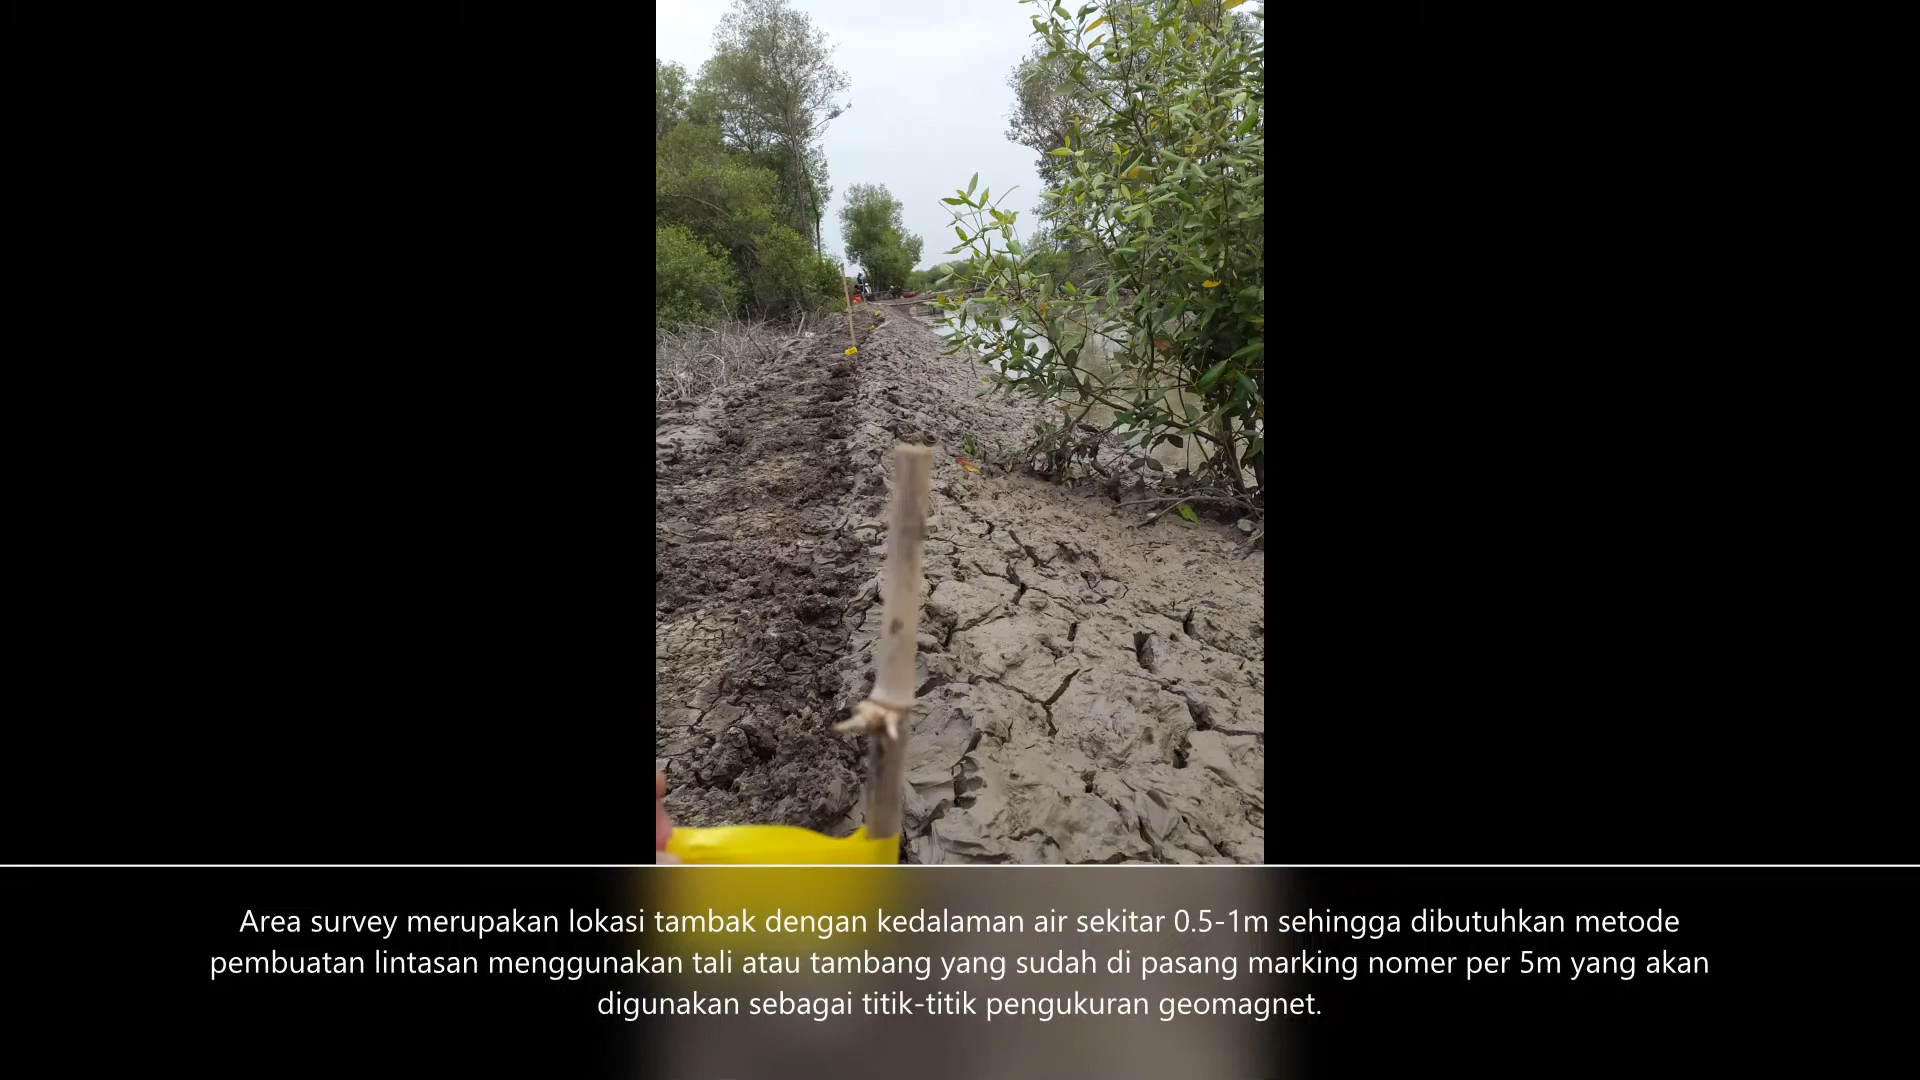 Area survey merupakan lokasi tambak dengan kedalaman air sekitar 0.5-1m sehingga dibutuhkan metode
pembuatan lintasan menggunakan tali atau tambang yang sudah di pasang marking nomer per 5m yang akan
digunakan sebagai titik-titik pengukuran geomagnet.